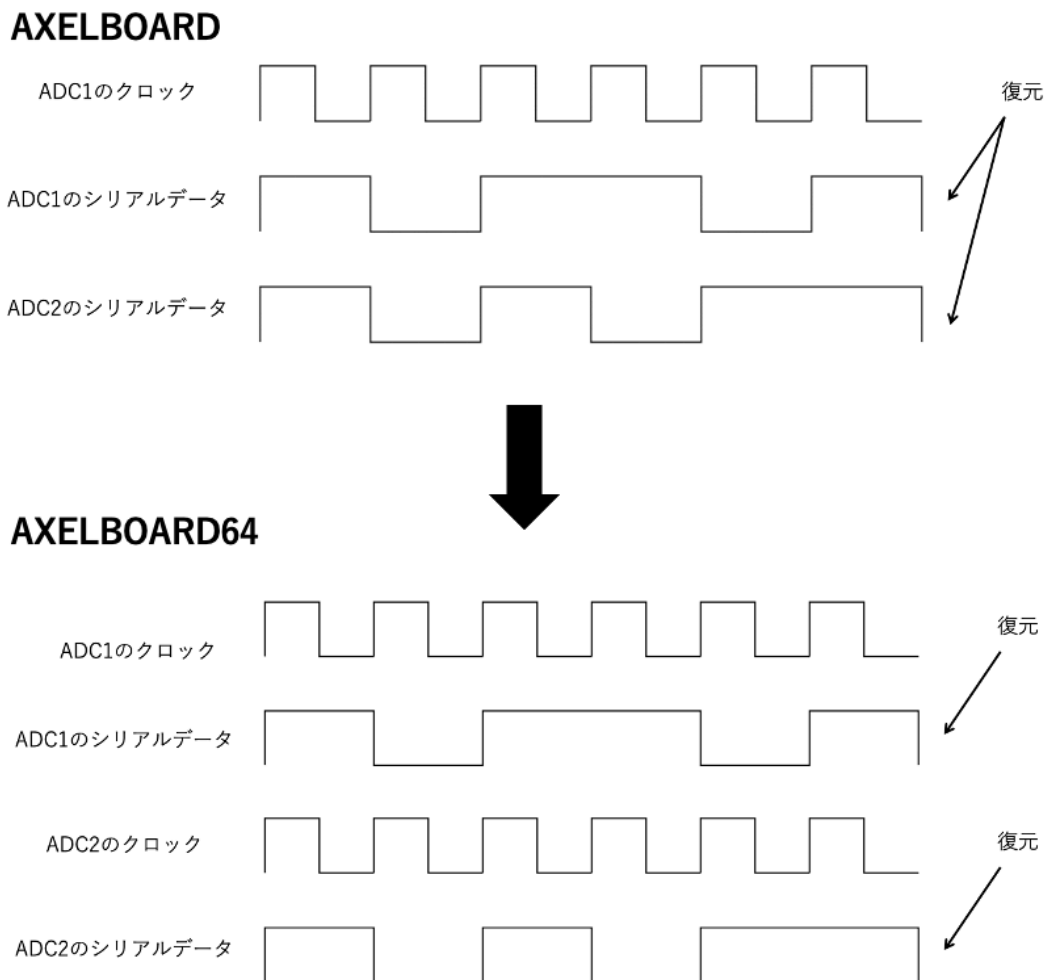 AXELBOARD
ADC1のクロック
復元
ADC1のシリアルデータ
ADC2のシリアルデータ
AXELBOARD64
ADC1のクロック
復元
ADC1のシリアルデータ
ADC2のクロック
復元
ADC2のシリアルデータ